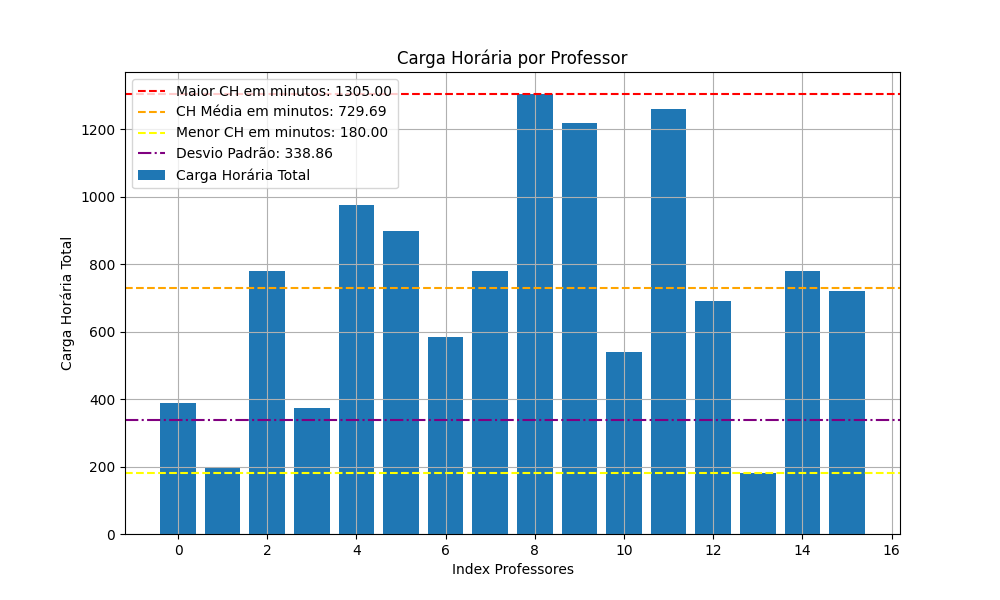 Carga Horária por Professor
Maior CH em minutos: 1305.00
CH Média em minutos: 729.69
Menor CH em minutos: 180.00
Desvio Padrão: 338.86
Carga Horária Total
Carga Horária Total
1200
1000
800
600
400
200
0
0 2 4 6 8 10 12 14 16
Index Professores